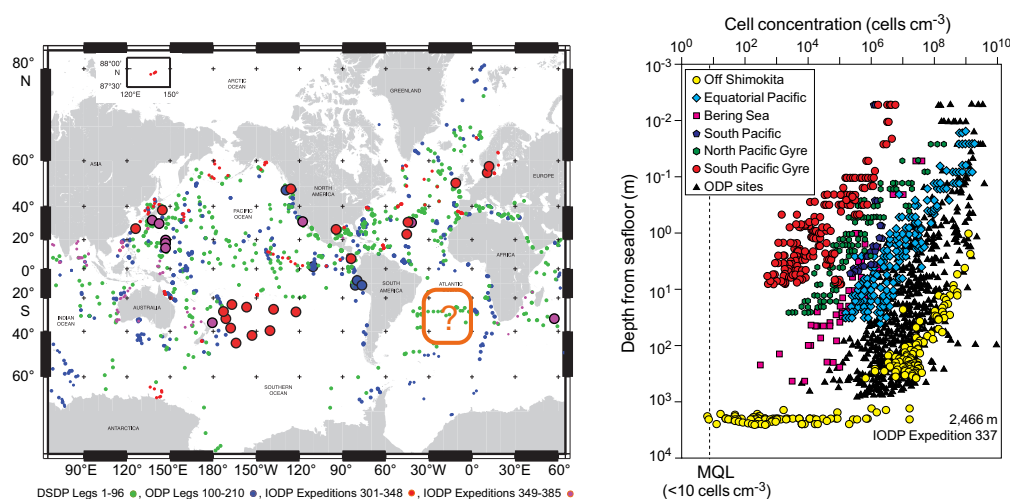 80°
N
60°
40°
20°
0°
20°
S
40°
60°
88°00'
N
87°30'
120°E
150°
ARCTIC
OCEAN
GREENLAND
ASIA
NORTH
AMERICA
EUROPE
PACIFIC
OCEAN
AFRICA
SOUTH
AMERICA
ATLANTIC
?
AUSTRALIA
INDIAN
OCEAN
SOUTHERN
OCEAN
ANTARCTICA
90°E 120°E 150°E 180°E 150°W 120°W 90°W 60°W 30°W 0° 30°E 60°E
DSDP Legs 1-96 , ODP Legs 100-210 , IODP Expeditions 301-348 , IODP Expeditions 349-385
Cell concentration (cells cm⁻³)
10⁰ 10² 10⁴ 10⁶ 10⁸ 10¹⁰
Depth from seafloor (m)
10⁻³
10⁻²
10⁻¹
10⁰
10¹
10²
10³
10⁴
Off Shimokita
Equatorial Pacific
Bering Sea
South Pacific
North Pacific Gyre
South Pacific Gyre
ODP sites
2,466 m
IODP Expedition 337
MQL
(<10 cells cm⁻³)